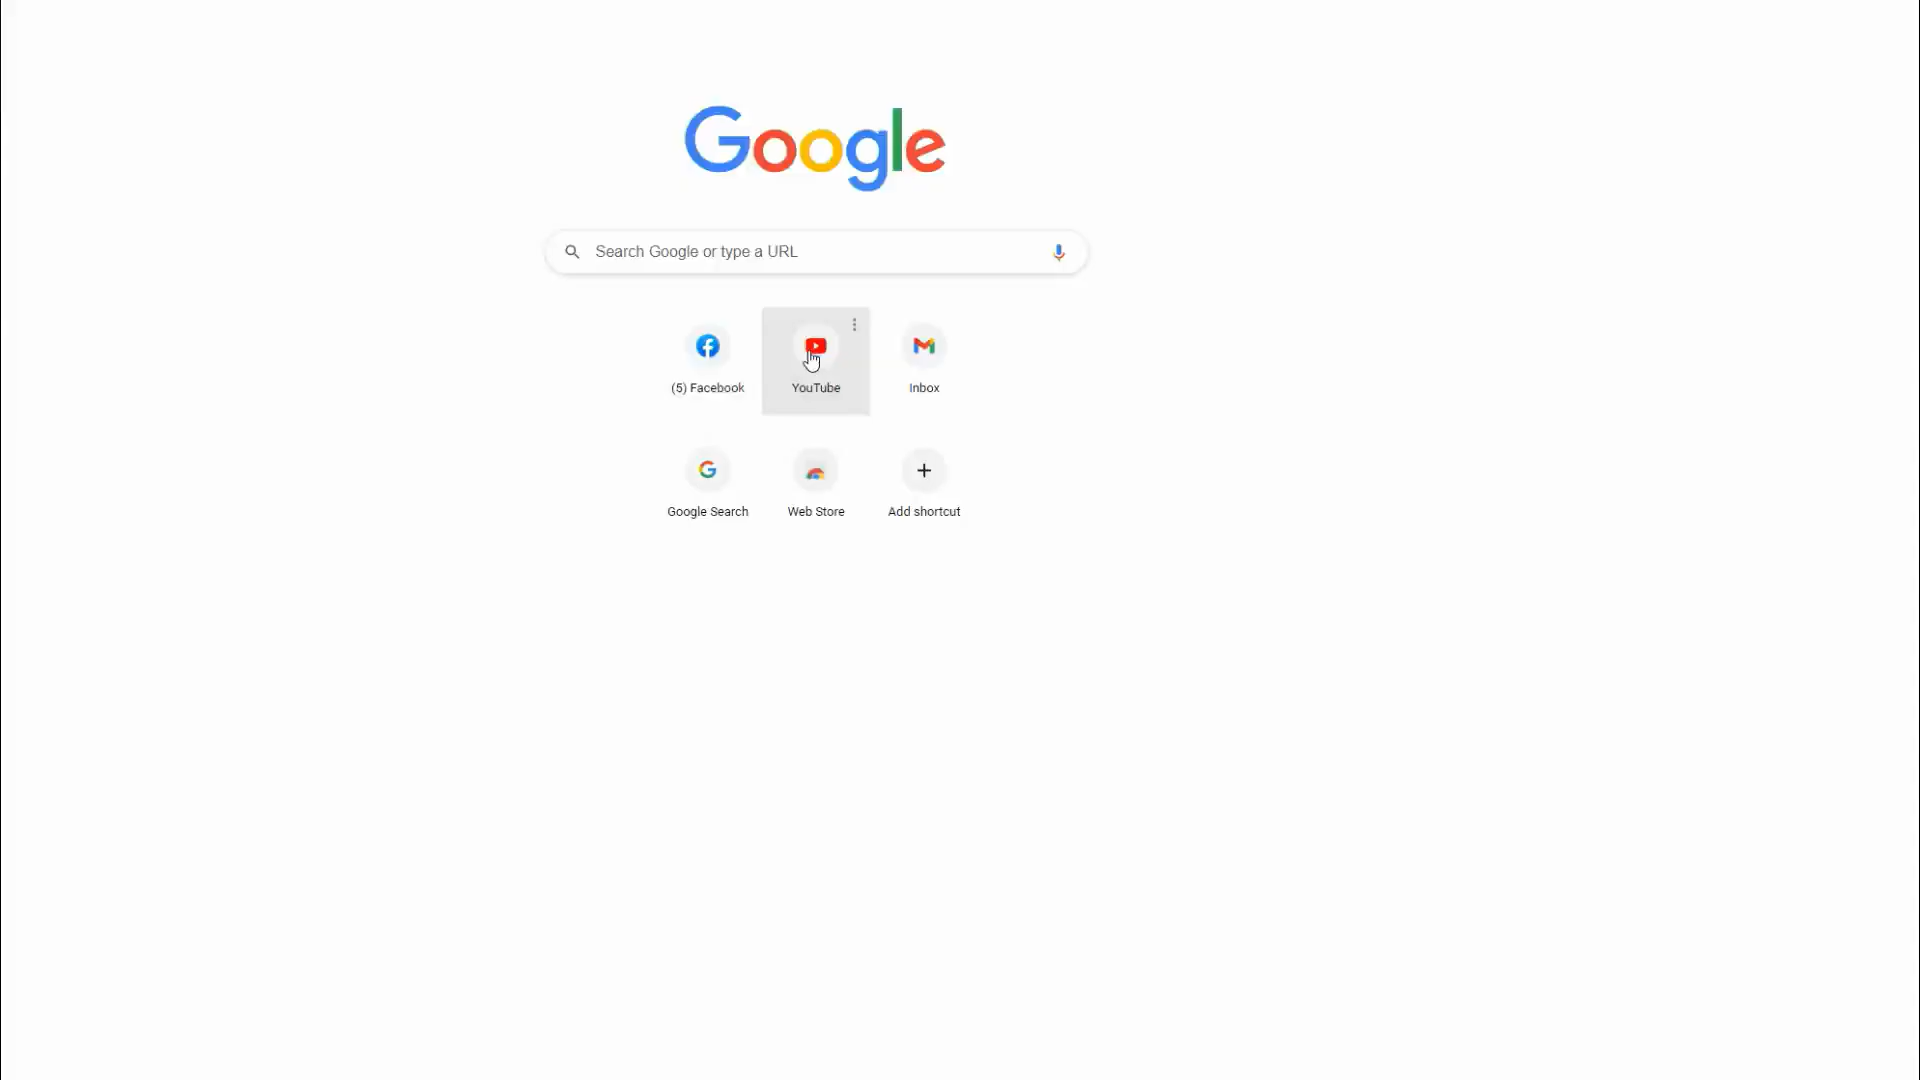 Google
Search Google or type a URL
(5) Facebook
YouTube
Inbox
Google Search
Web Store
Add shortcut